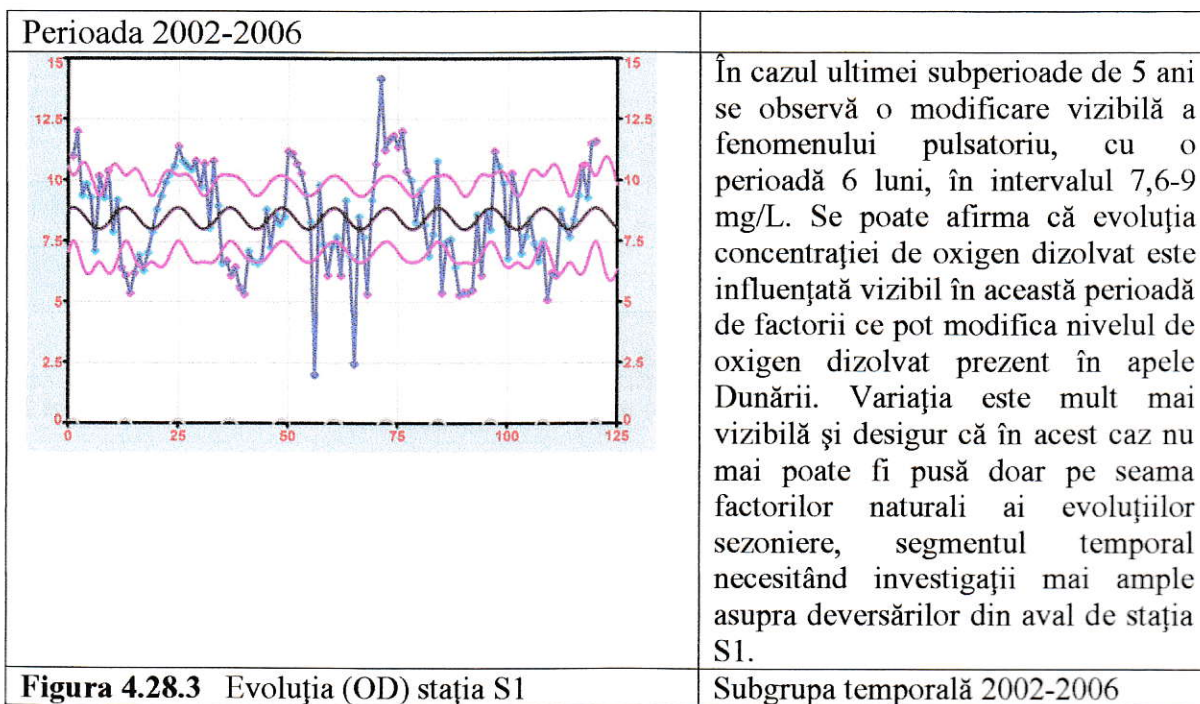 Perioada 2002-2006
15
12.5
10
7.5
5
2.5
0
15
12.5
10
7.5
5
2.5
0
0
25
50
75
100
125
În cazul ultimei subperioade de 5 ani
se observă o modificare vizibilă a
fenomenului pulsatoriu, cu o
perioadă 6 luni, în intervalul 7,6-9
mg/L. Se poate afirma că evoluţia
concentraţiei de oxigen dizolvat este
influenţată vizibil în această perioadă
de factorii ce pot modifica nivelul de
oxigen dizolvat prezent în apele
Dunării. Variaţia este mult mai
vizibilă şi desigur că în acest caz nu
mai poate fi pusă doar pe seama
factorilor naturali ai evoluţiilor
sezoniere, segmentul temporal
necesitând investigaţii mai ample
asupra deversărilor din aval de staţia
S1.
Figura 4.28.3 Evoluţia (OD) staţia S1
Subgrupa temporală 2002-2006